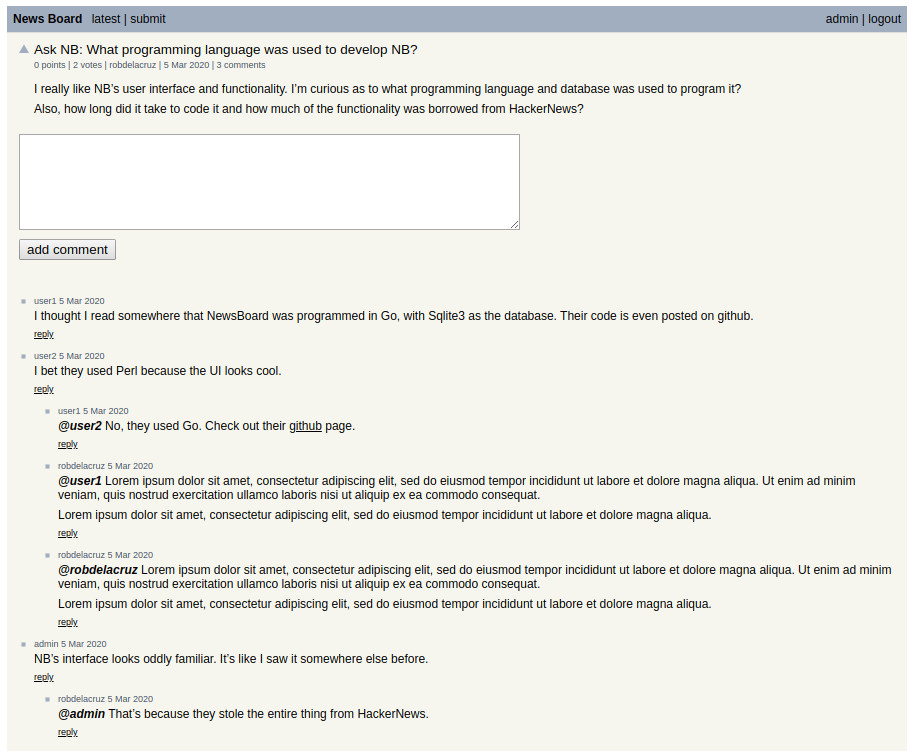 News Board latest | submit admin | logout
Ask NB: What programming language was used to develop NB?
0 points | 2 votes | robdelacruz | 5 Mar 2020 | 3 comments
I really like NB’s user interface and functionality. I’m curious as to what programming language and database was used to program it?
Also, how long did it take to code it and how much of the functionality was borrowed from HackerNews?
add comment
user1 5 Mar 2020
I thought I read somewhere that NewsBoard was programmed in Go, with Sqlite3 as the database. Their code is even posted on github.
reply
user2 5 Mar 2020
I bet they used Perl because the UI looks cool.
reply
user1 5 Mar 2020
@user2 No, they used Go. Check out their github page.
reply
robdelacruz 5 Mar 2020
@user1 Lorem ipsum dolor sit amet, consectetur adipiscing elit, sed do eiusmod tempor incididunt ut labore et dolore magna aliqua. Ut enim ad minim
veniam, quis nostrud exercitation ullamco laboris nisi ut aliquip ex ea commodo consequat.
Lorem ipsum dolor sit amet, consectetur adipiscing elit, sed do eiusmod tempor incididunt ut labore et dolore magna aliqua.
reply
robdelacruz 5 Mar 2020
@robdelacruz Lorem ipsum dolor sit amet, consectetur adipiscing elit, sed do eiusmod tempor incididunt ut labore et dolore magna aliqua. Ut enim ad minim
veniam, quis nostrud exercitation ullamco laboris nisi ut aliquip ex ea commodo consequat.
Lorem ipsum dolor sit amet, consectetur adipiscing elit, sed do eiusmod tempor incididunt ut labore et dolore magna aliqua.
reply
admin 5 Mar 2020
NB’s interface looks oddly familiar. It’s like I saw it somewhere else before.
reply
robdelacruz 5 Mar 2020
@admin That’s because they stole the entire thing from HackerNews.
reply